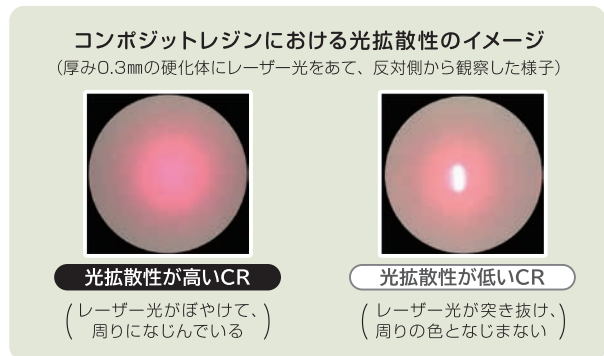 コンポジットレジンにおける光拡散性のイメージ
(厚み0.3㎜の硬化体にレーザー光をあて、反対側から観察した様子)
光拡散性が高いCR
光拡散性が低いCR
(レーザー光がぼやけて、
周りになじんでいる)
(レーザー光が突き抜け、
周りの色となじまない)